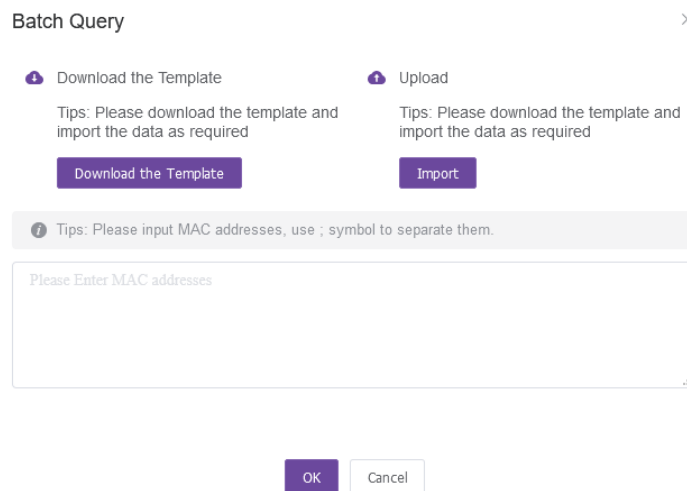 Batch Query
Download the Template
Tips: Please download the template and
import the data as required
Download the Template
Upload
Tips: Please download the template and
import the data as required
Import
Tips: Please input MAC addresses, use ; symbol to separate them.
Please Enter MAC addresses
OK
Cancel